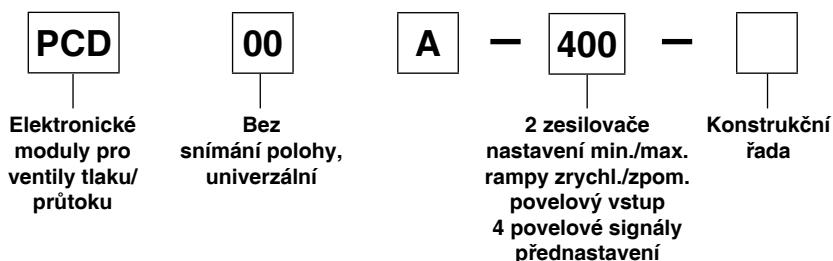 PCD 00 A – 400 –
Elektronické
moduly pro
ventily tlaku/
průtoku
Bez
snímání polohy,
univerzální
2 zesilovače
nastavení min./max.
rampy zrychl./zpom.
povelový vstup
4 povelové signály
přednastavení
Konstrukční
řada